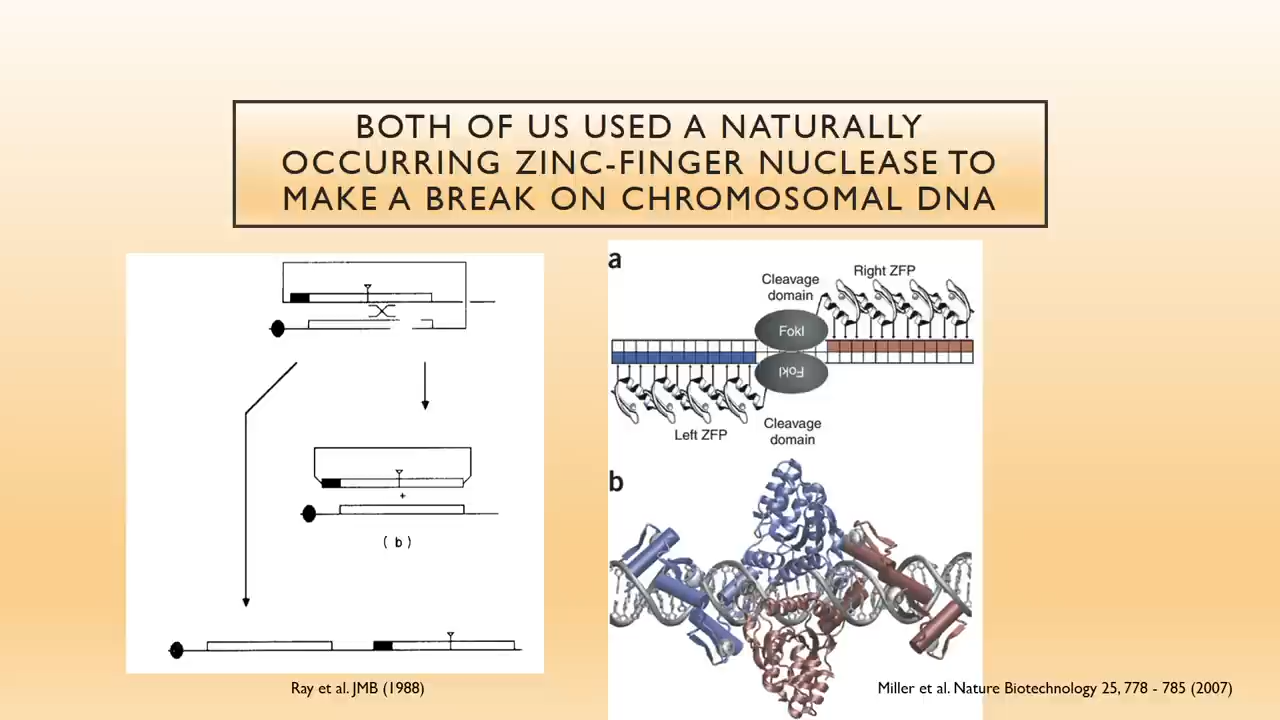 BOTH OF US USED A NATURALLY
OCCURRING ZINC-FINGER NUCLEASE TO
MAKE A BREAK ON CHROMOSOMAL DNA
+
( b )
Ray et al. JMB (1988)
a
Cleavage
domain
Right ZFP
FokI
FokI
Left ZFP
Cleavage
domain
b
Miller et al. Nature Biotechnology 25, 778 - 785 (2007)